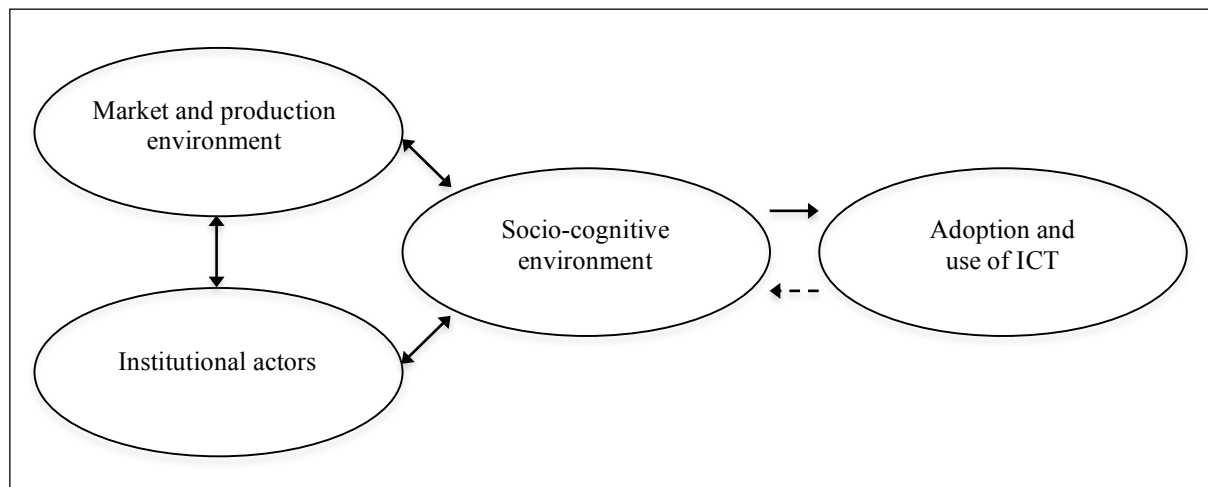 Market and production
environment
Institutional actors
Socio-cognitive
environment
Adoption and
use of ICT